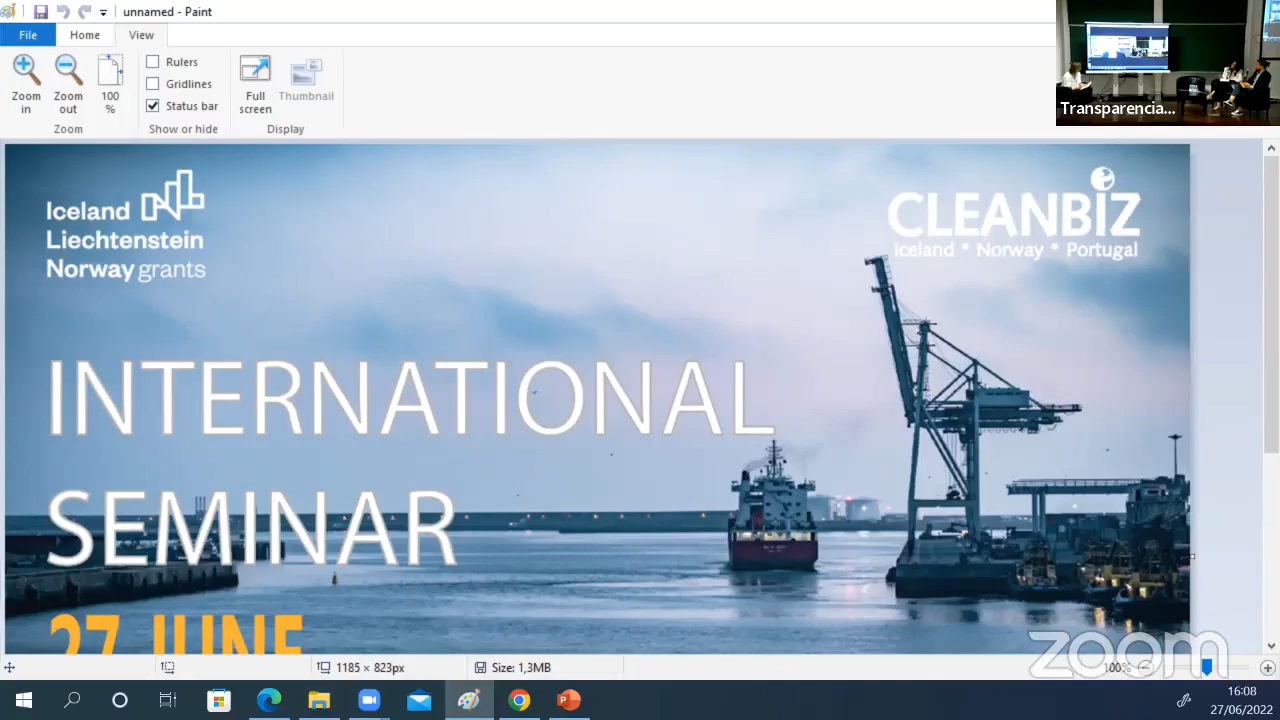 unnamed - Paint
File Home View
Zoom in
Zoom out
100 %
Zoom
Rulers
Gridlines
Status bar
Show or hide
Full screen
Thumbnail
Display
Transparencia...
Iceland
Liechtenstein
Norway grants
CLEANBIZ
Iceland * Norway * Portugal
INTERNATIONAL
SEMINAR
27 JUNE
1185 × 823px
Size: 1,3MB
100%
zoom
16:08
27/06/2022